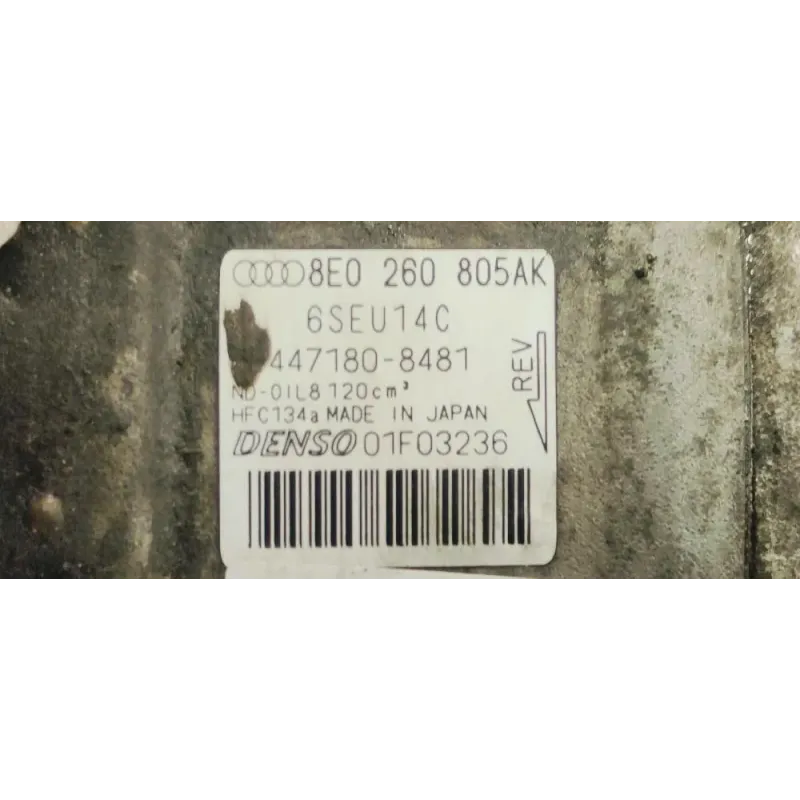 8E0 260 805AK
6SEU14C
447180-8481
ND-OIL8 120cm³
HFC134a MADE IN JAPAN
DENSO 01F03236
REV